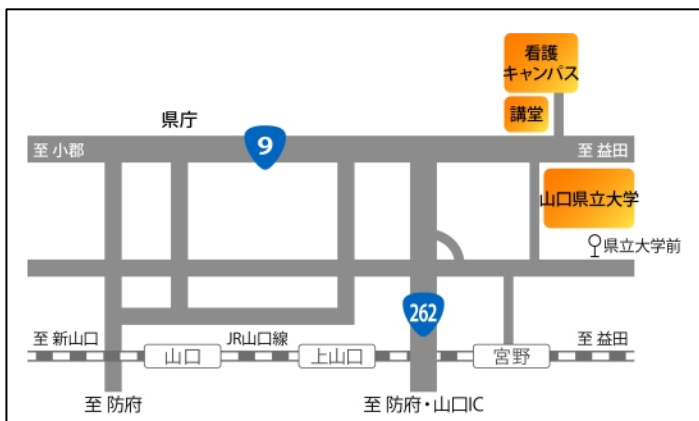 看護
キャンパス
講堂
県庁
至 小郡
9
至 益田
山口県立大学
県立大学前
262
至 新山口
JR山口線
至 益田
山口
上山口
宮野
至 防府
至 防府・山口IC